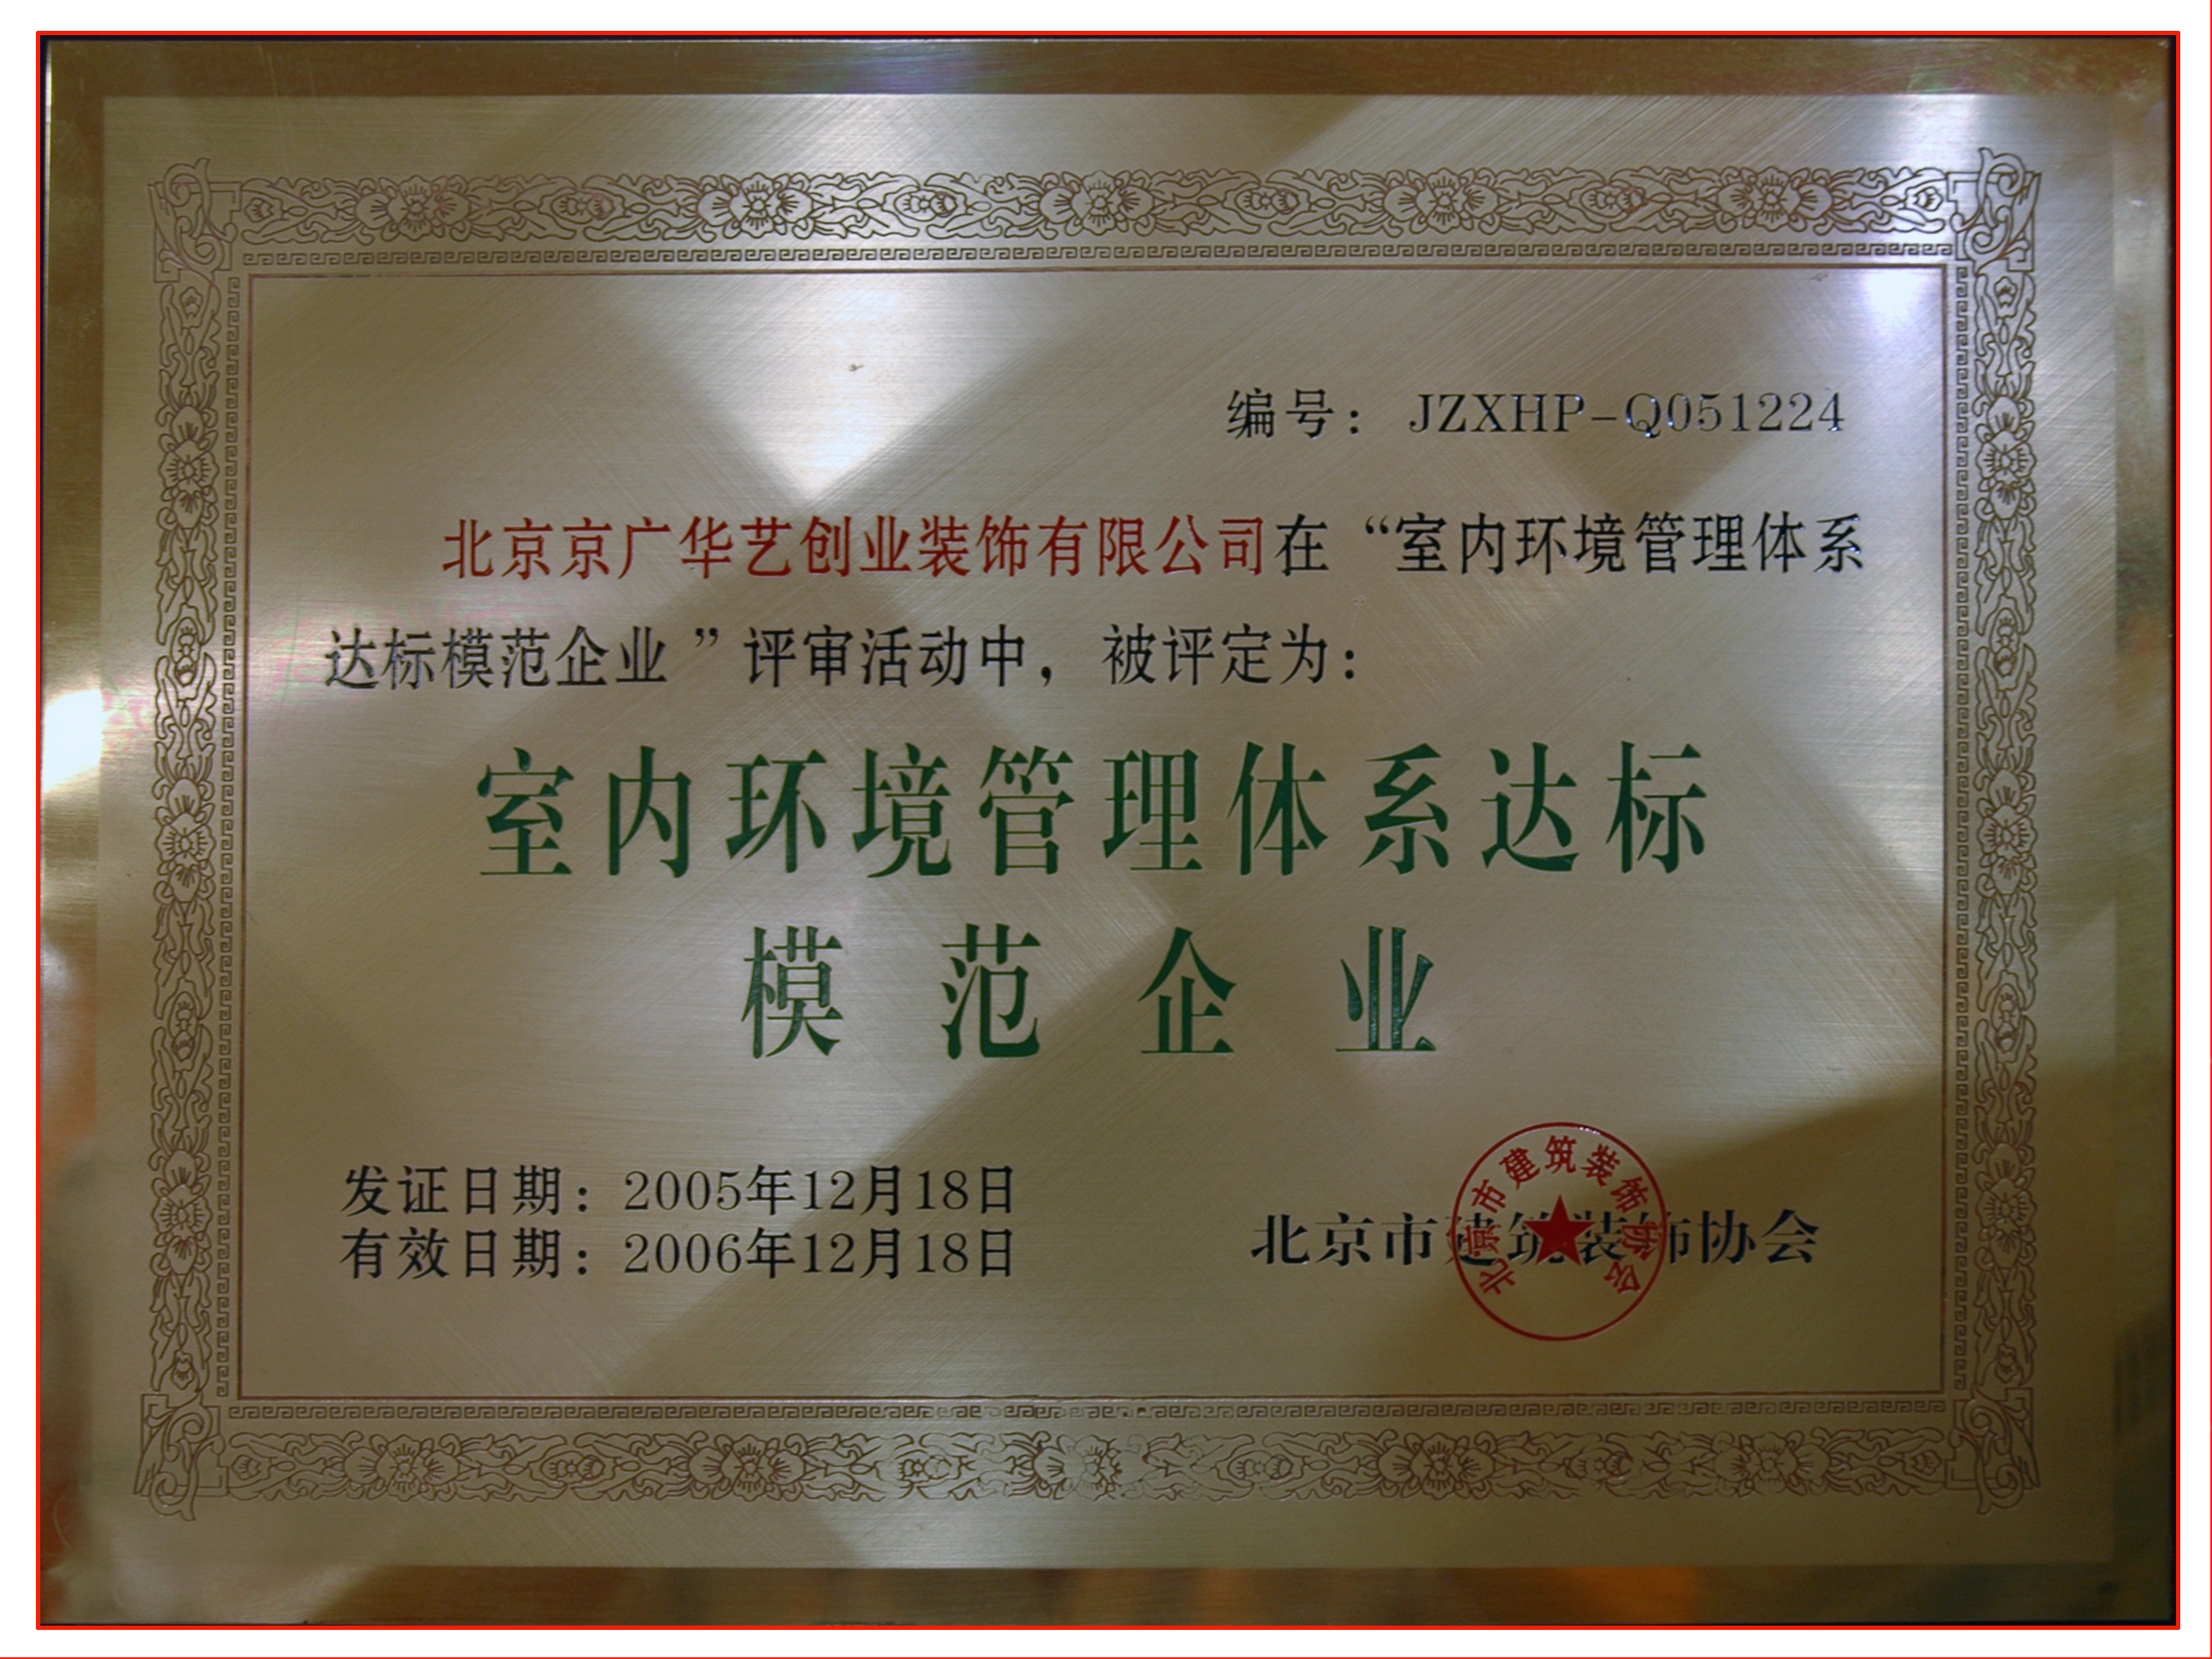 编号： JZXHP-Q051224
北京京广华艺创业装饰有限公司在“室内环境管理体系
达标模范企业”评审活动中，被评定为：
室内环境管理体系达标
模范企业
发证日期：2005年12月18日
有效日期：2006年12月18日
北京市建筑装饰协会
北京市建筑装饰协会